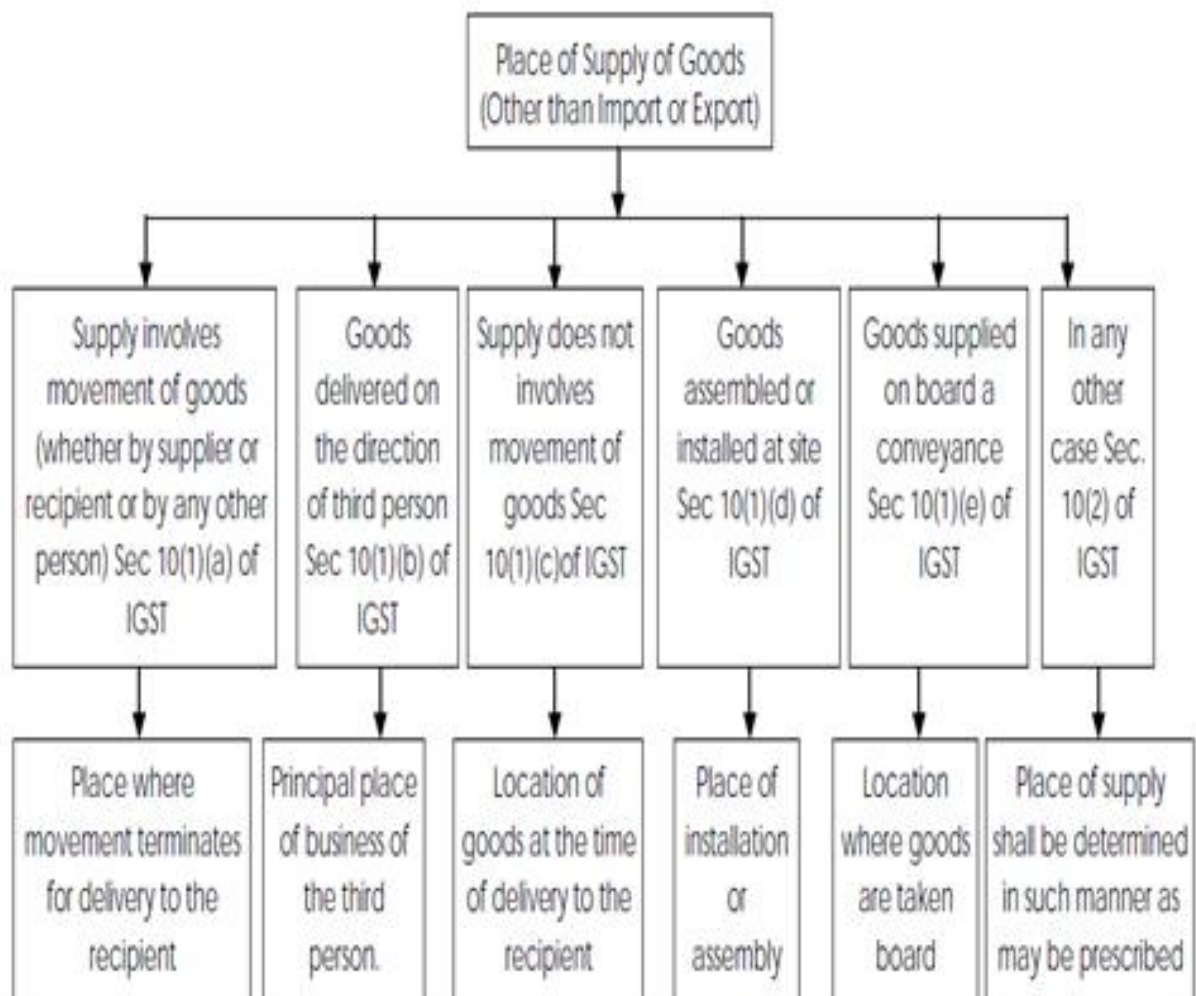 Place of Supply of Goods
(Other than Import or Export)
Supply involves
movement of goods
(whether by supplier or
recipient or by any other
person) Sec 10(1)(a) of
IGST
Goods
delivered on
the direction
of third person
Sec 10(1)(b) of
IGST
Supply does not
involves
movement of
goods Sec
10(1)(c)of IGST
Goods
assembled or
installed at site
Sec 10(1)(d) of
IGST
Goods supplied
on board a
conveyance
Sec 10(1)(e) of
IGST
In any
other
case Sec.
10(2) of
IGST
Place where
movement terminates
for delivery to the
recipient
Principal place
of business of
the third
person.
Location of
goods at the time
of delivery to the
recipient
Place of
installation
or
assembly
Location
where goods
are taken
board
Place of supply
shall be determined
in such manner as
may be prescribed